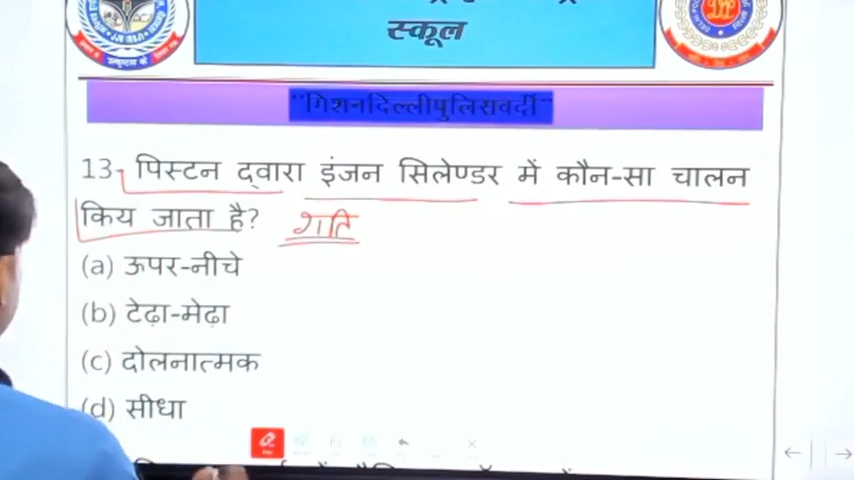 स्कूल
"मिशनदिल्लीपुलिसवर्दी"
13- पिस्टन द्वारा इंजन सिलेण्डर में कौन-सा चालन
किय जाता है? गति
(a) ऊपर-नीचे
(b) टेढ़ा-मेढ़ा
(c) दोलनात्मक
(d) सीधा